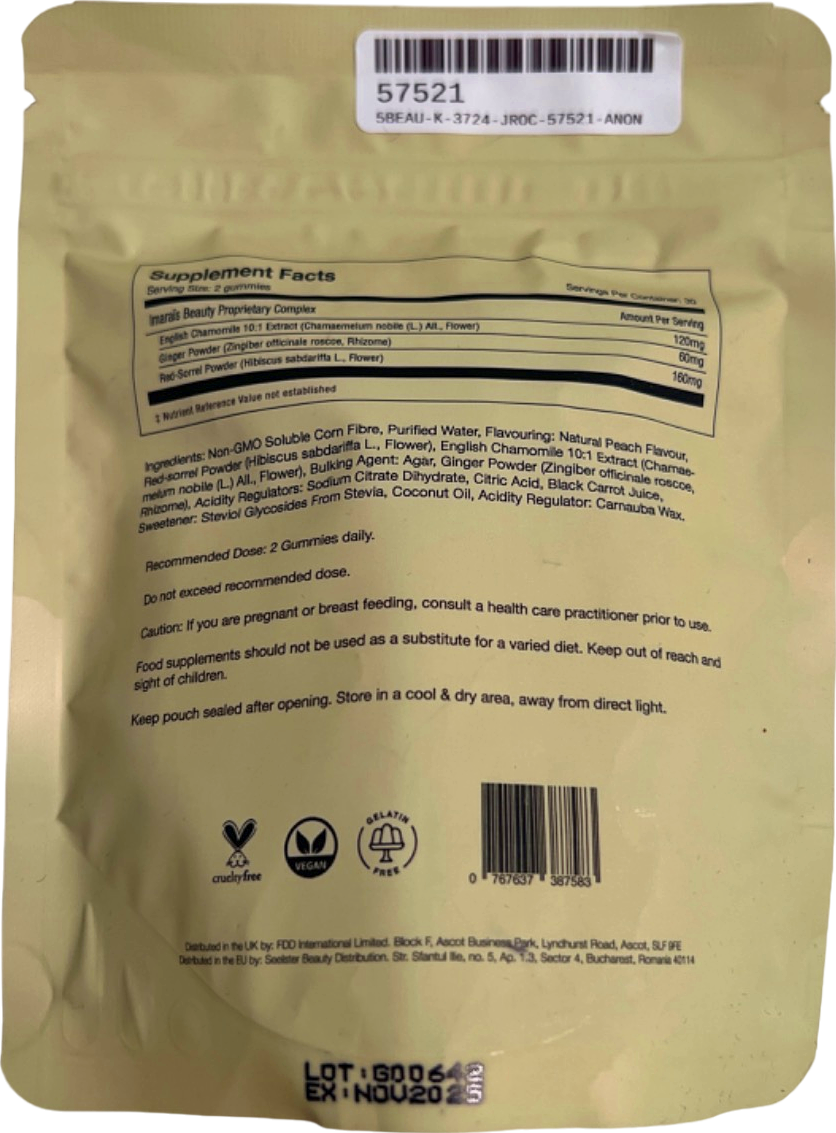 57521
5BEAU-K-3724-JROC-57521-ANON
Supplement Facts
Serving Size: 2 gummies
Servings Per Container: 30
Imaraïs Beauty Proprietary Complex
Amount Per Serving
English Chamomile 10:1 Extract (Chamaemelum nobile (L.) All., Flower)
120mg
Ginger Powder (Zingiber officinale roscoe, Rhizome)
60mg
Red-Sorrel Powder (Hibiscus sabdariffa L., Flower)
160mg
‡ Nutrient Reference Value not established
Ingredients: Non-GMO Soluble Corn Fibre, Purified Water, Flavouring: Natural Peach Flavour,
Red-sorrel Powder (Hibiscus sabdariffa L., Flower), English Chamomile 10:1 Extract (Chamae-
melum nobile (L.) All., Flower), Bulking Agent: Agar, Ginger Powder (Zingiber officinale roscoe,
Rhizome), Acidity Regulators: Sodium Citrate Dihydrate, Citric Acid, Black Carrot Juice,
Sweetener: Steviol Glycosides From Stevia, Coconut Oil, Acidity Regulator: Carnauba Wax.
Recommended Dose: 2 Gummies daily.
Do not exceed recommended dose.
Caution: If you are pregnant or breast feeding, consult a health care practitioner prior to use.
Food supplements should not be used as a substitute for a varied diet. Keep out of reach and
sight of children.
Keep pouch sealed after opening. Store in a cool & dry area, away from direct light.
crueltyfree
VEGAN
GELATIN
FREE
0 767637 387583
Distributed in the UK by: FDD International Limited. Block F, Ascot Business Park, Lyndhurst Road, Ascot, SLF 9FE
Distributed in the EU by: Seelster Beauty Distribution. Str. Sfantul Ilie, no. 5, Ap. 1.3, Sector 4, Bucharest, Romania 40114
LOT:
EX:NOV